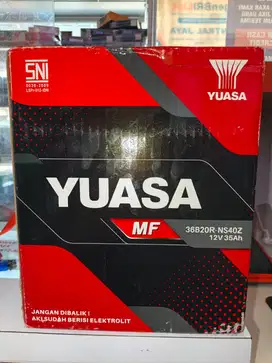 SNI
YUASA
YUASA
MF
36B20R-NS40Z
12V 35Ah
JANGAN DIBALIK !
AKI SUDAH BERISI ELEKTROLIT